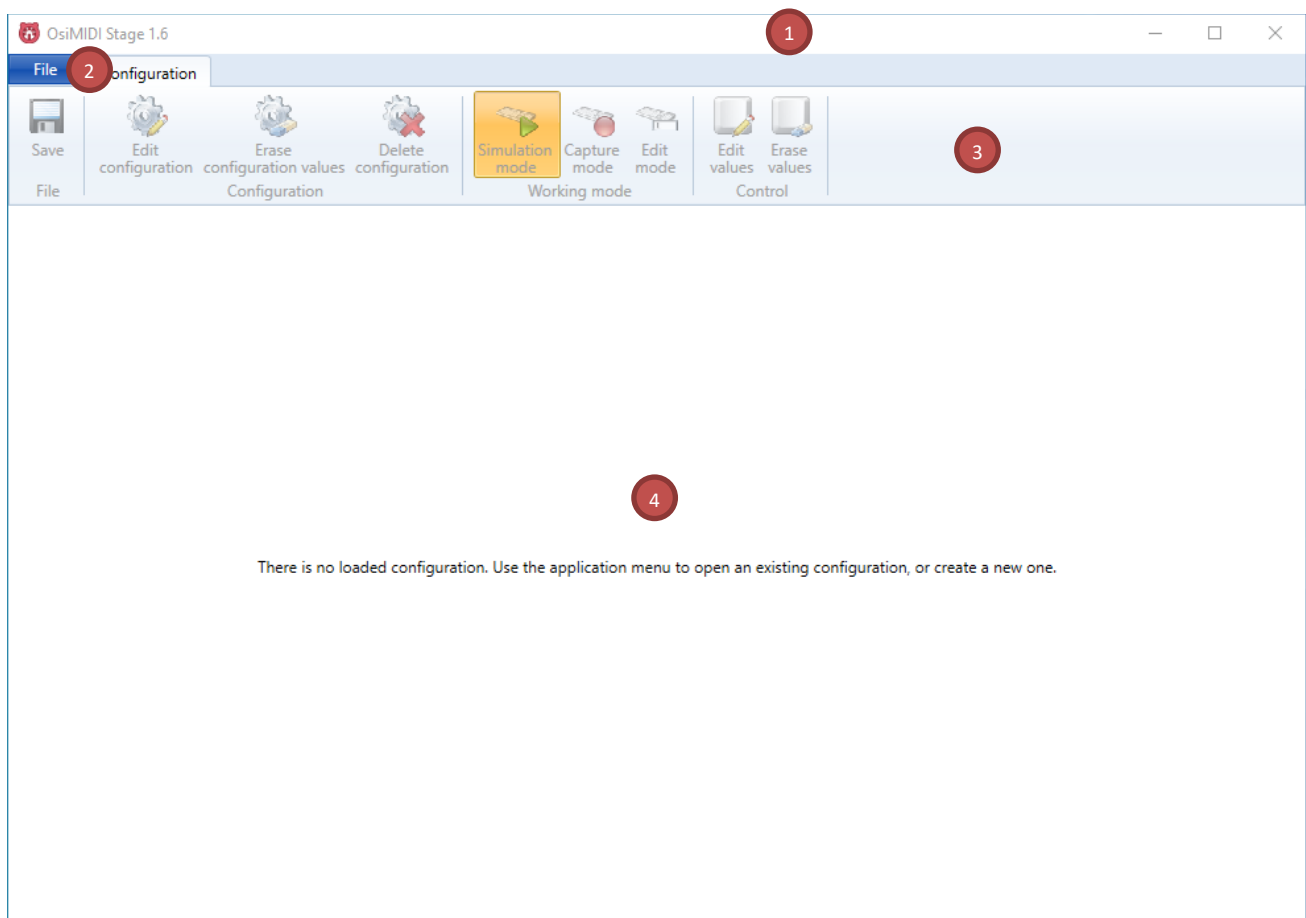 OsiMIDI Stage 1.6
1
File
2
onfiguration
Save
Edit
configuration
Erase
configuration values
Delete
configuration
Simulation
mode
Capture
mode
Edit
mode
Edit
values
Erase
values
3
File
Configuration
Working mode
Control
4
There is no loaded configuration. Use the application menu to open an existing configuration, or create a new one.